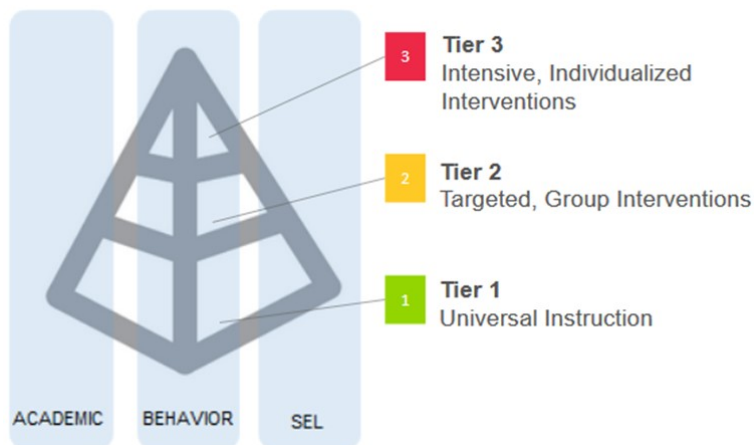 3
Tier 3
Intensive, Individualized
Interventions
2
Tier 2
Targeted, Group Interventions
1
Tier 1
Universal Instruction
ACADEMIC
BEHAVIOR
SEL